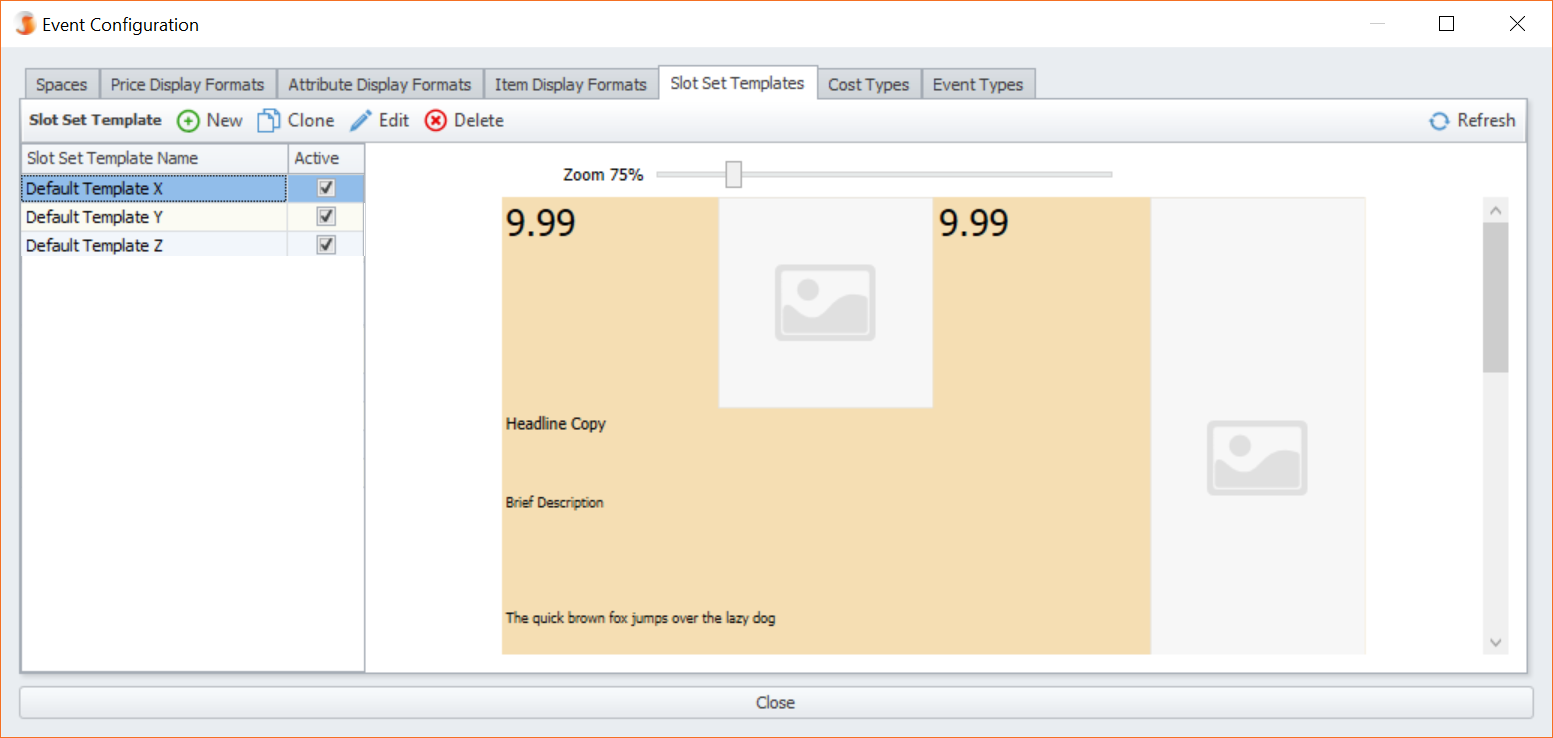 Event Configuration
Spaces Price Display Formats Attribute Display Formats Item Display Formats Slot Set Templates Cost Types Event Types
Slot Set Template New Clone Edit Delete Refresh
Slot Set Template Name Active
Zoom 75%
Default Template X
Default Template Y
Default Template Z
9.99 9.99
Headline Copy
Brief Description
The quick brown fox jumps over the lazy dog
Close